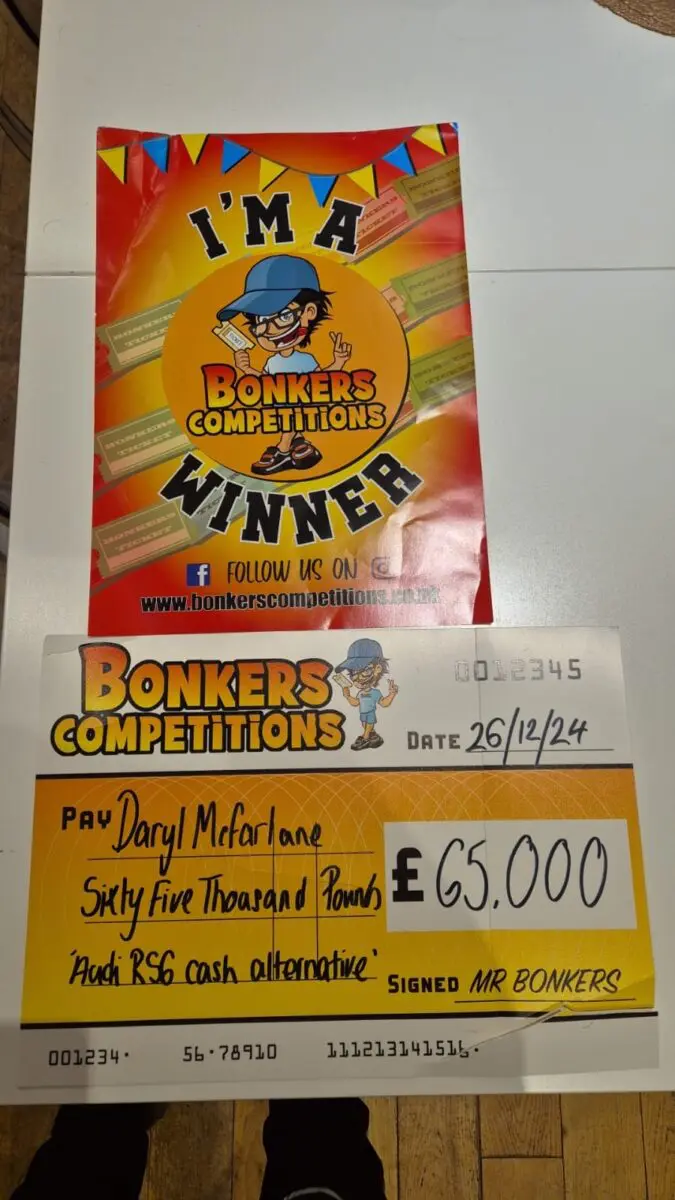 I'M A
BONKERS
COMPETITIONS
WINNER
FOLLOW US ON
www.bonkerscompetitions.co.uk
BONKERS
COMPETITIONS
0012345
DATE 26/12/24
PAY Daryl Mcfarlane
Sixty Five Thousand Pounds
£65.000
'Audi RS6 cash alternative'
SIGNED MR BONKERS
001234· 56·78910 111213141516·